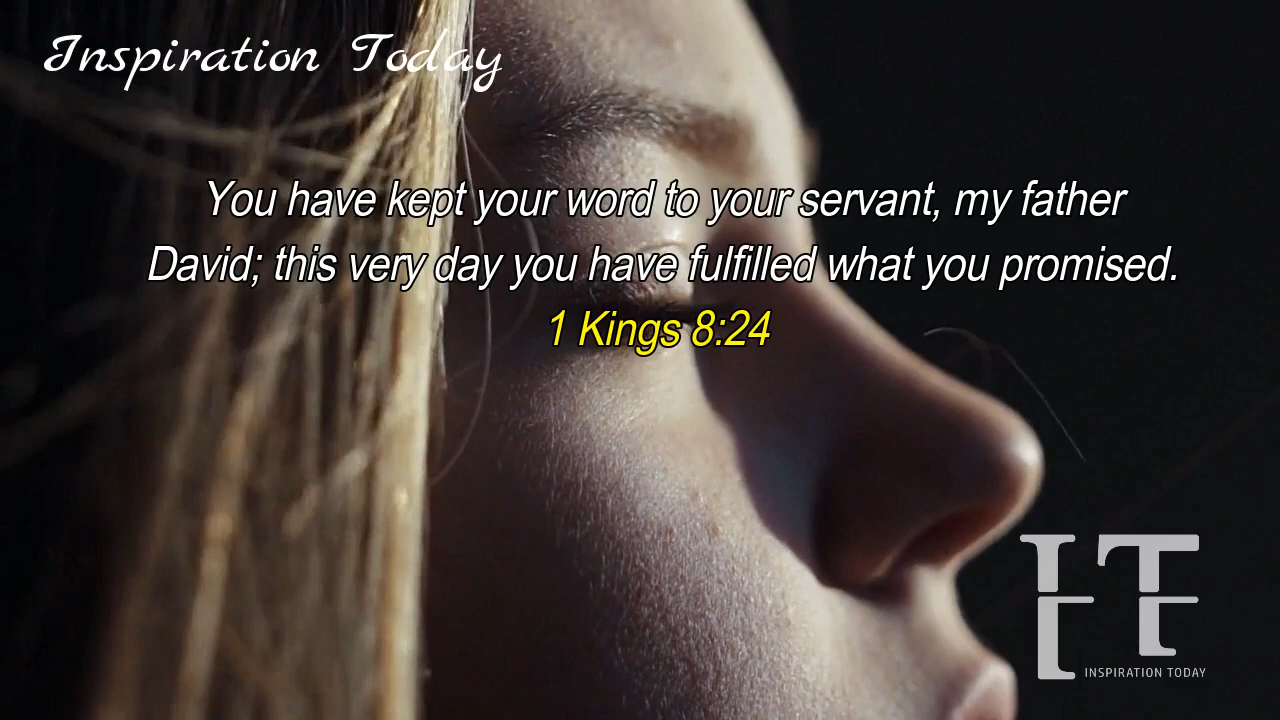 Inspiration Today
You have kept your word to your servant, my father
David; this very day you have fulfilled what you promised.
1 Kings 8:24
INSPIRATION TODAY